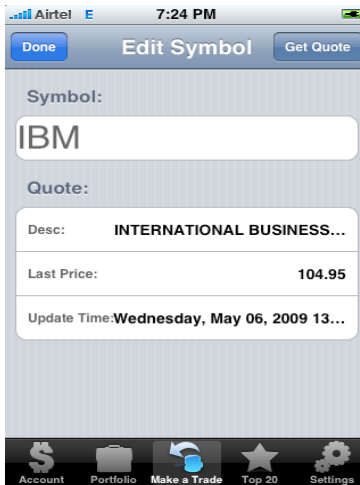 Airtel E 7:24 PM
Done Edit Symbol Get Quote
Symbol:
IBM
Quote:
Desc: INTERNATIONAL BUSINESS...
Last Price: 104.95
Update Time:Wednesday, May 06, 2009 13...
Account Portfolio Make a Trade Top 20 Settings